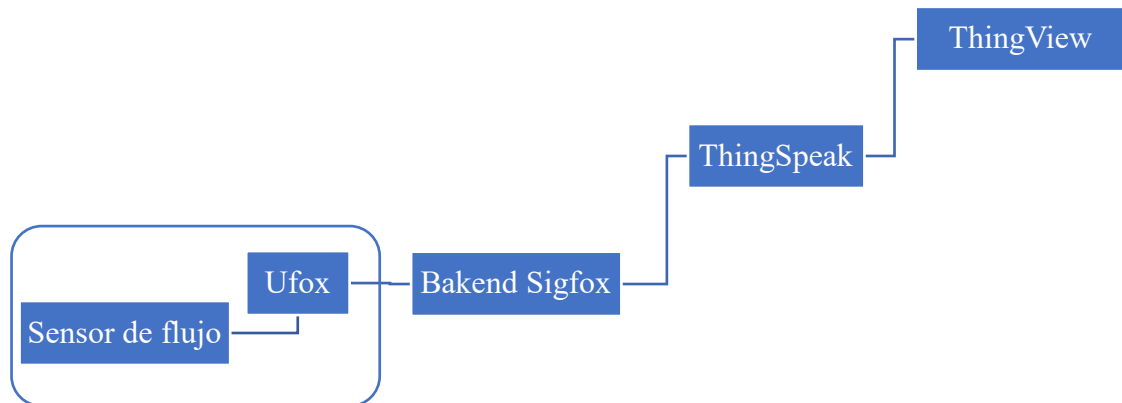 ThingView
ThingSpeak
Ufox
Bakend Sigfox
Sensor de flujo